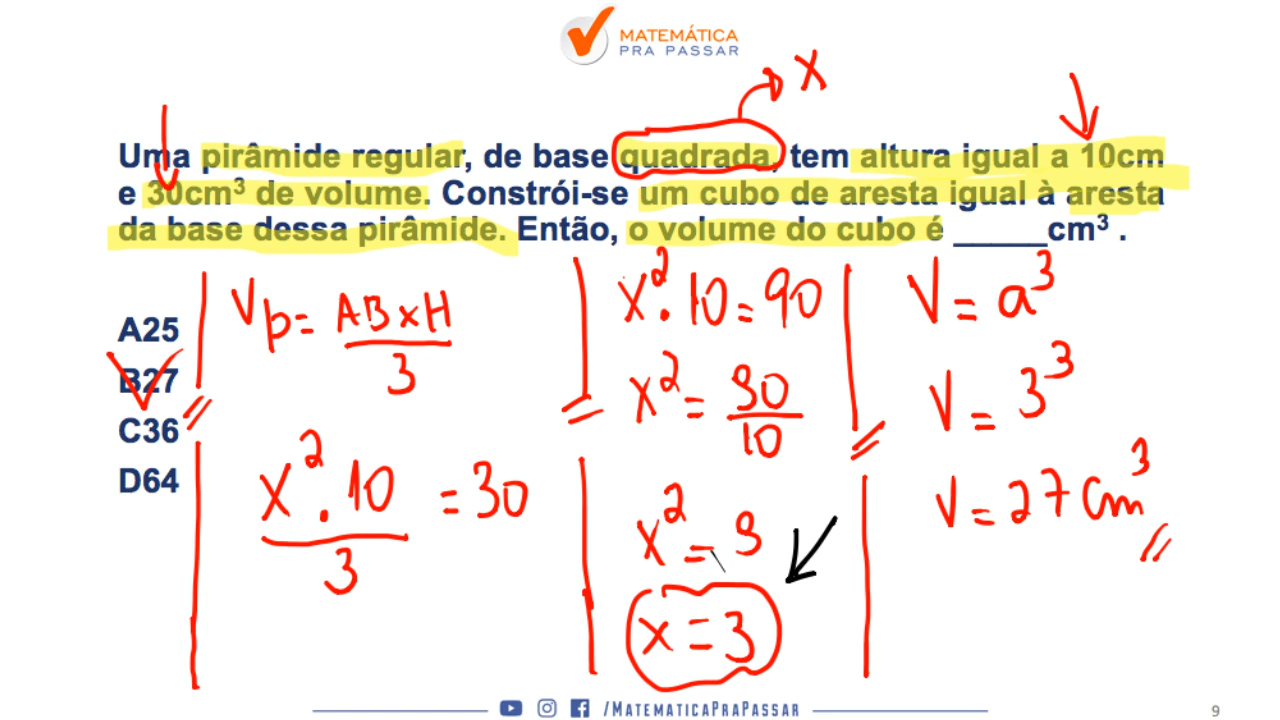 MATEMÁTICA
PRA PASSAR
X
Uma pirâmide regular, de base quadrada, tem altura igual a 10cm
e 30cm³ de volume. Constrói-se um cubo de aresta igual à aresta
da base dessa pirâmide. Então, o volume do cubo é _____cm³ .
A25
B27
C36
D64
Vp = AB x H / 3
X² . 10 / 3 = 30
X² . 10 = 90
X² = 90 / 10
X² = 9
x = 3
V = a³
V = 3³
V = 27 cm³
/MATEMATICAPRAPASSAR
9